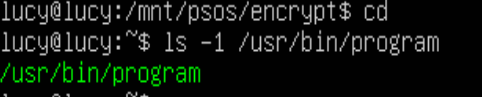 lucy@lucy:/mnt/psos/encrypt$ cd
lucy@lucy:~$ ls -1 /usr/bin/program
/usr/bin/program